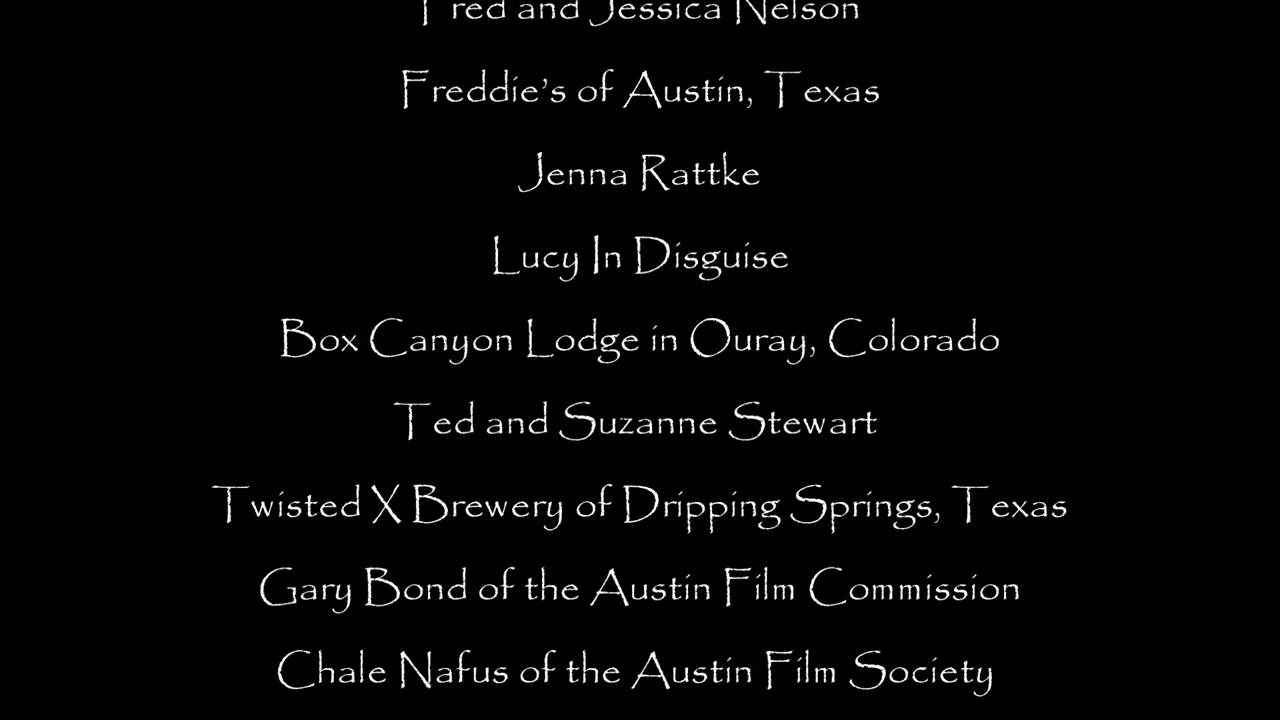 Fred and Jessica Nelson
Freddie's of Austin, Texas
Jenna Rattke
Lucy In Disguise
Box Canyon Lodge in Ouray, Colorado
Ted and Suzanne Stewart
Twisted X Brewery of Dripping Springs, Texas
Gary Bond of the Austin Film Commission
Chale Nafus of the Austin Film Society